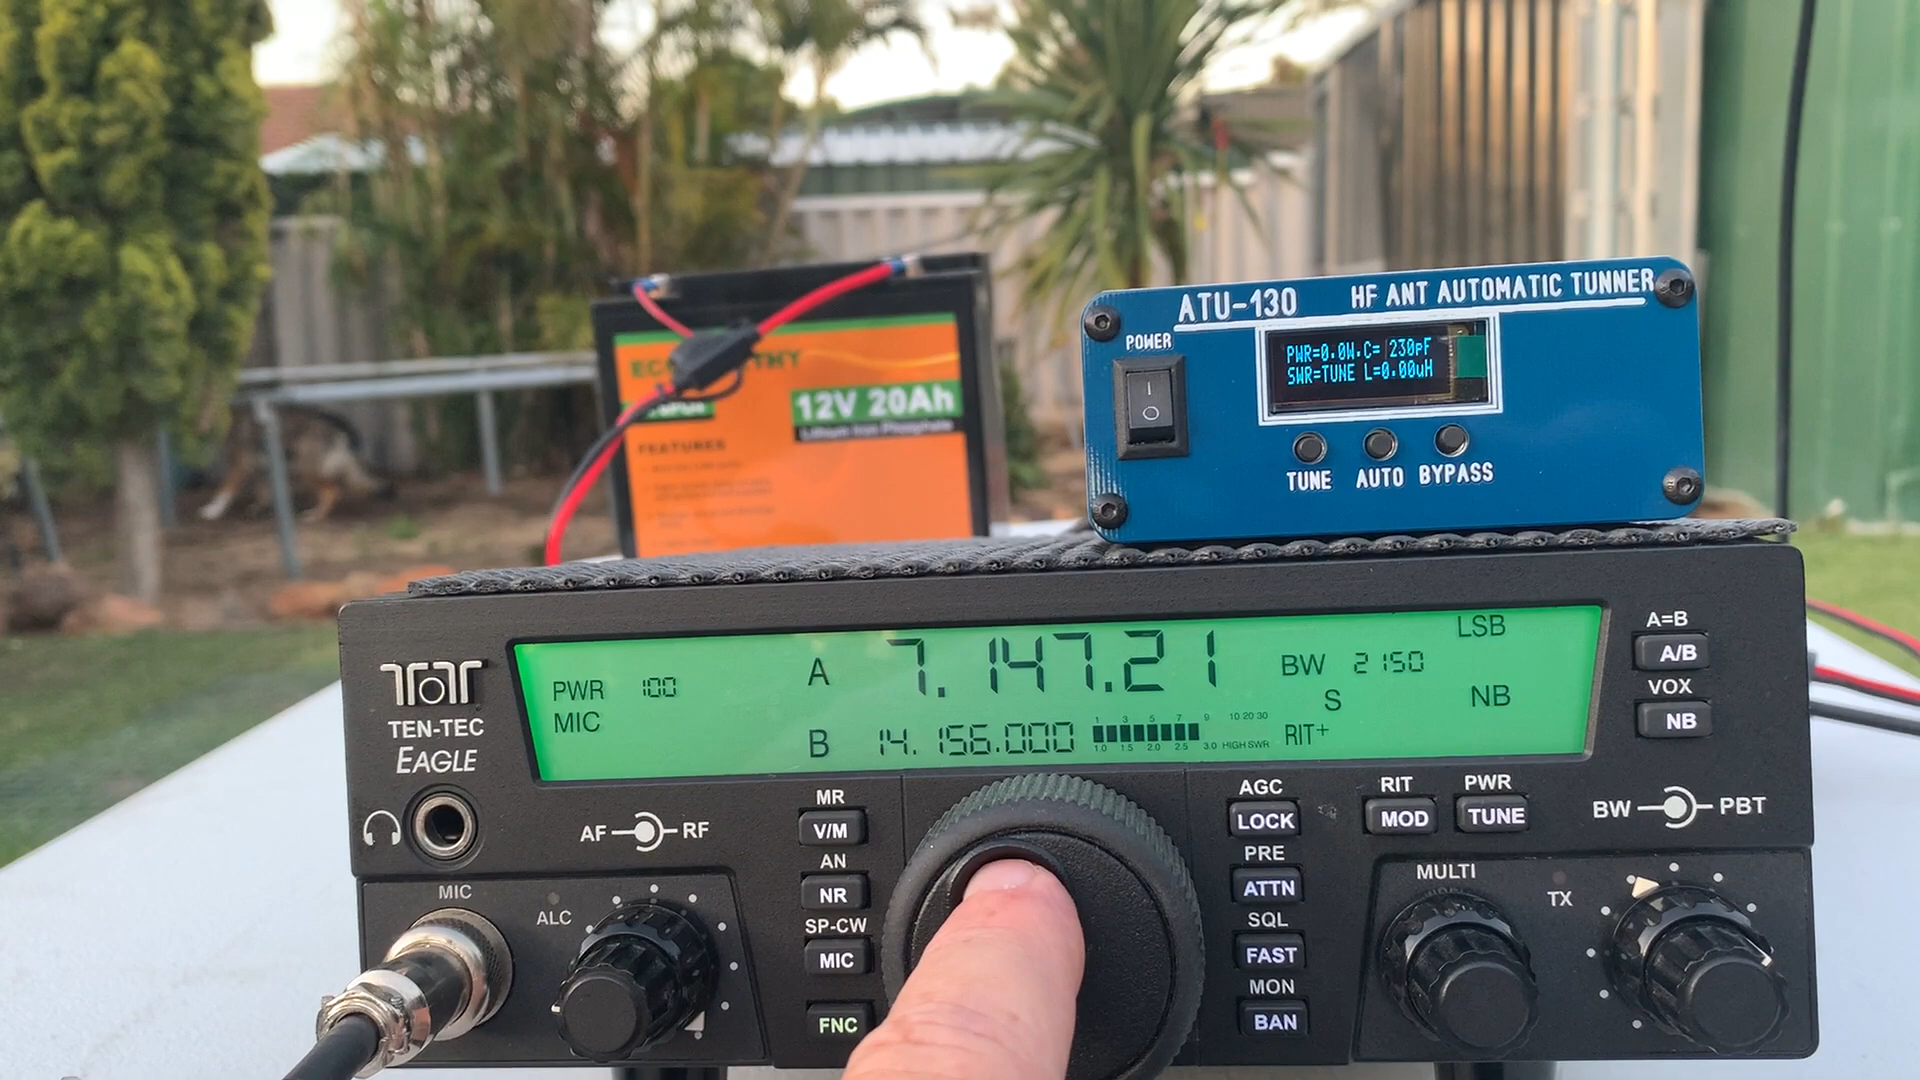 ATU-130 HF ANT AUTOMATIC TUNNER
POWER
PWR=0.0W.C= 230pF
SWR=TUNE L=0.00uH
TUNE AUTO BYPASS
12V 20Ah
Lithium Iron Phosphate
FEATURES
TEN-TEC
EAGLE
PWR 100
MIC
A 7.147.21
B 14.156.000
1 3 5 7 9 10 20 30
1.0 1.5 2.0 2.5 3.0 HIGH SWR
BW 2150
LSB
S
NB
RIT+
A=B
A/B
VOX
NB
AF RF
MIC
ALC
MR
V/M
AN
NR
SP-CW
MIC
FNC
AGC
LOCK
PRE
ATTN
SQL
FAST
MON
BAN
RIT
MOD
PWR
TUNE
BW PBT
MULTI
TX